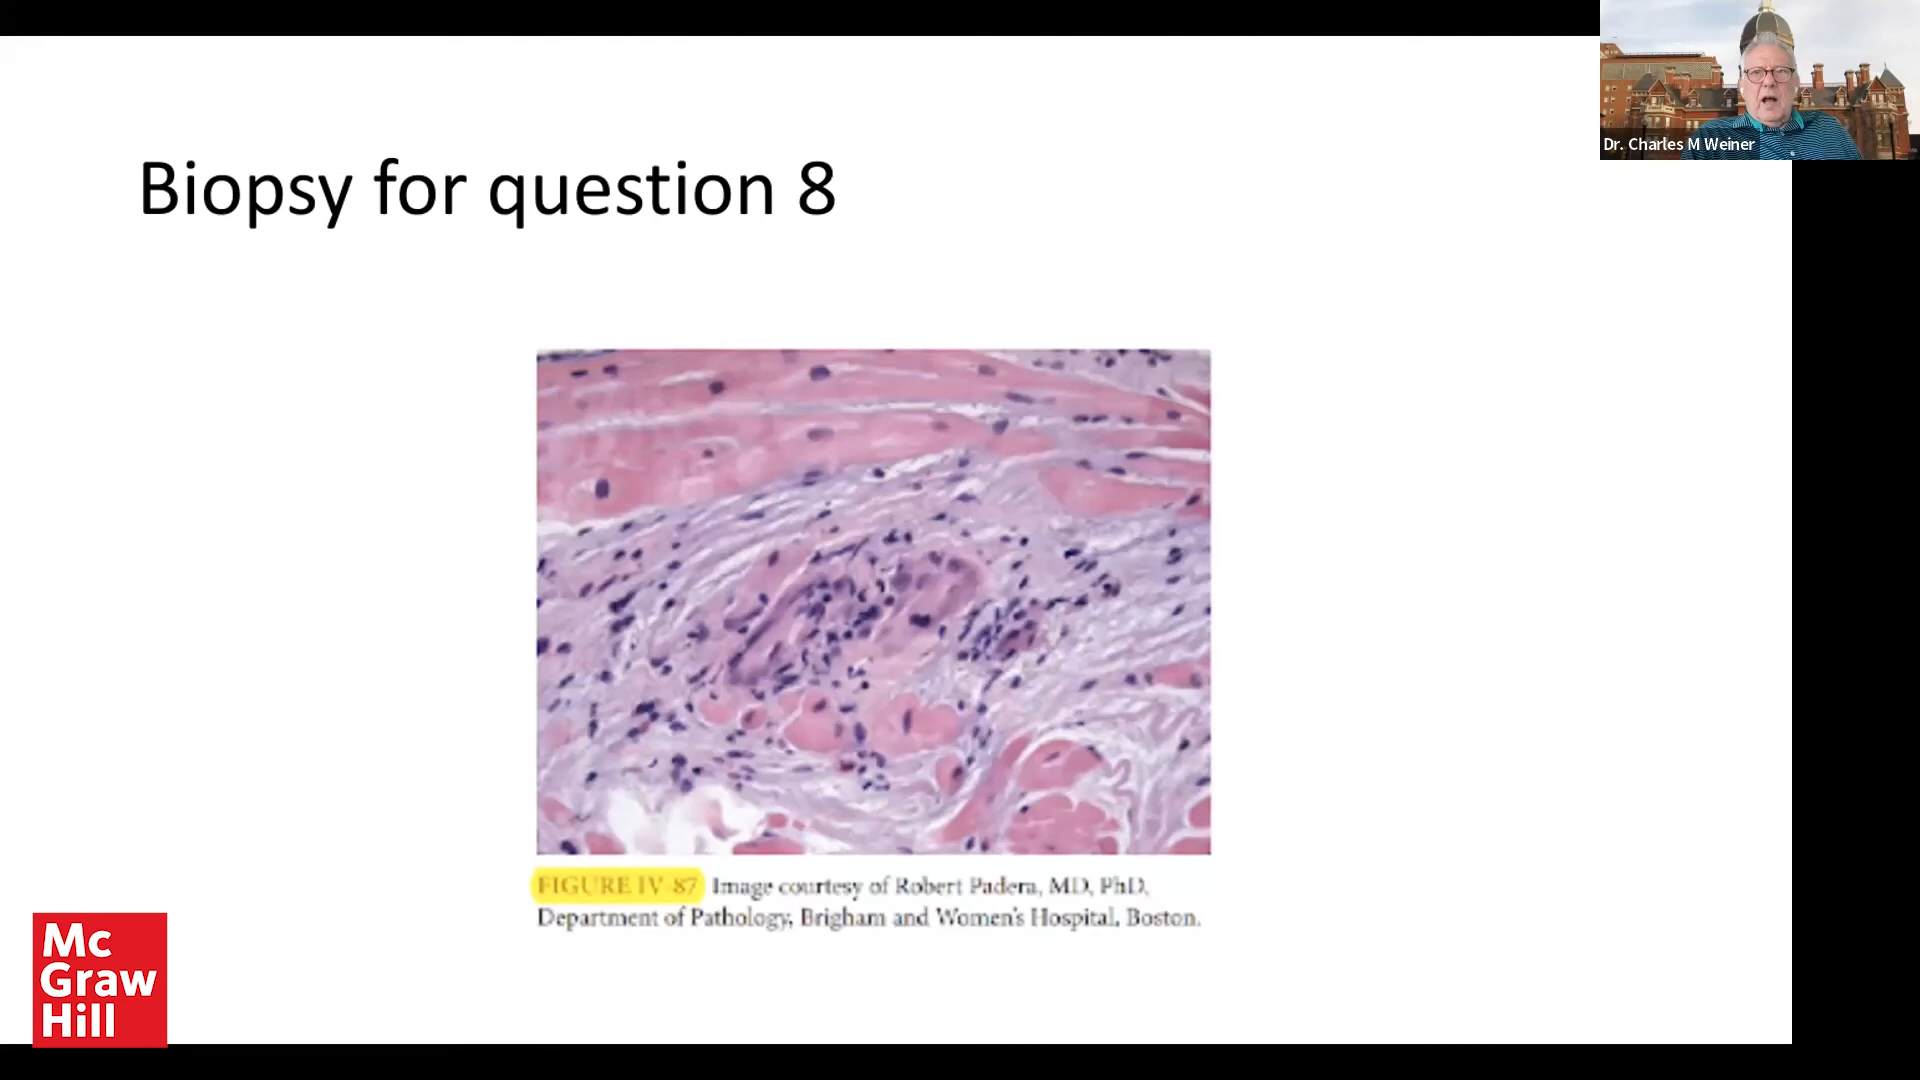 Dr. Charles M Weiner
Biopsy for question 8
FIGURE IV-87 Image courtesy of Robert Padera, MD, PhD,
Department of Pathology, Brigham and Women's Hospital, Boston.
Mc
Graw
Hill